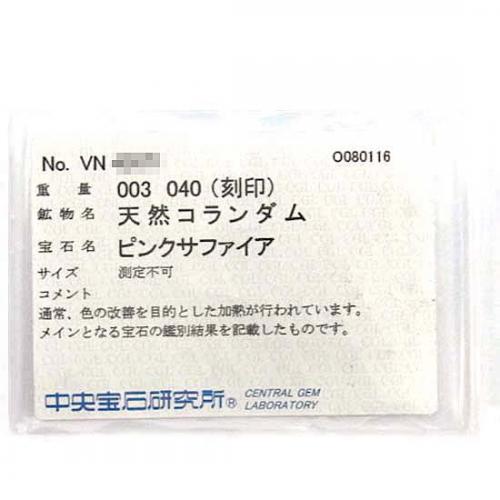 No. VN
O080116
重量 003 040 (刻印)
鉱物名 天然コランダム
宝石名 ピンクサファイア
サイズ 測定不可
コメント
通常、色の改善を目的とした加熱が行われています。
メインとなる宝石の鑑別結果を記載したものです。
中央宝石研究所® CENTRAL GEM
LABORATORY